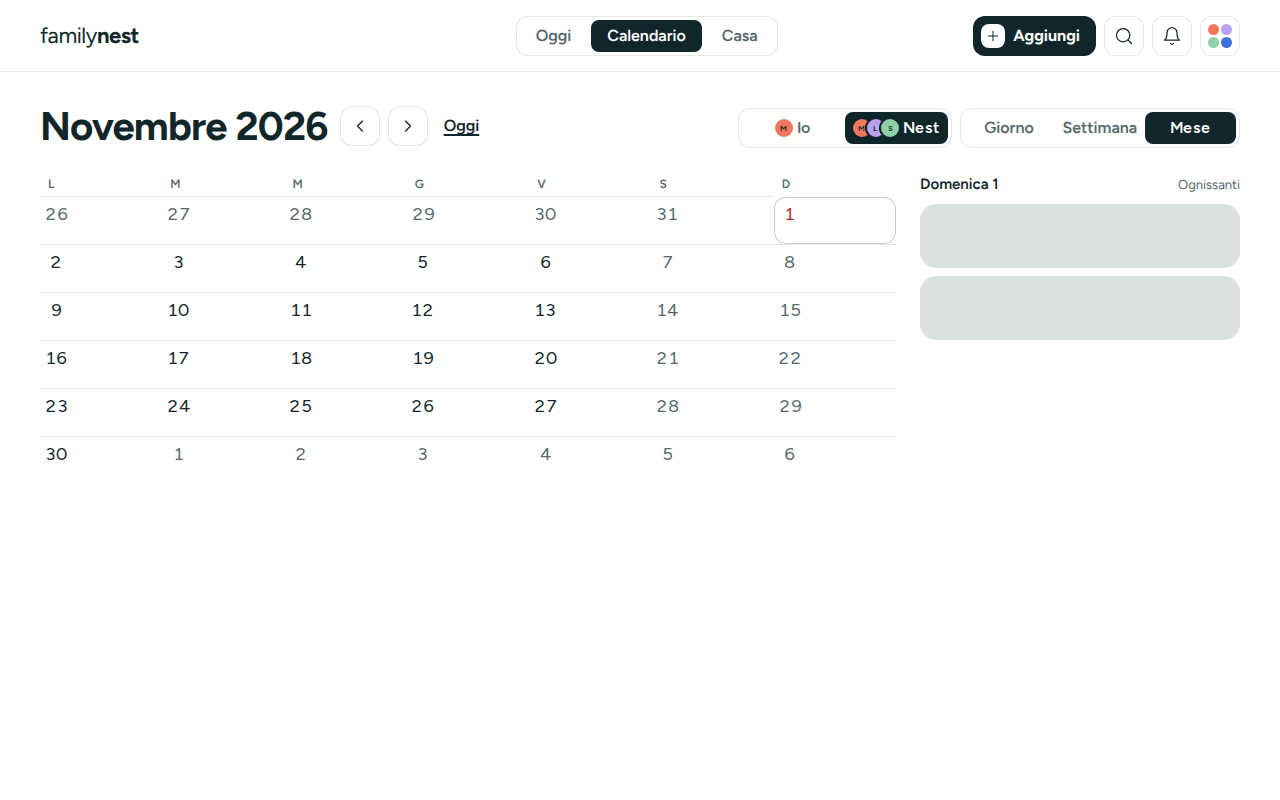 familynest
Oggi Calendario Casa
Aggiungi
Novembre 2026
Oggi
M Io
M L S Nest
Giorno Settimana Mese
L M M G V S D
26 27 28 29 30 31 1
2 3 4 5 6 7 8
9 10 11 12 13 14 15
16 17 18 19 20 21 22
23 24 25 26 27 28 29
30 1 2 3 4 5 6
Domenica 1 Ognissanti